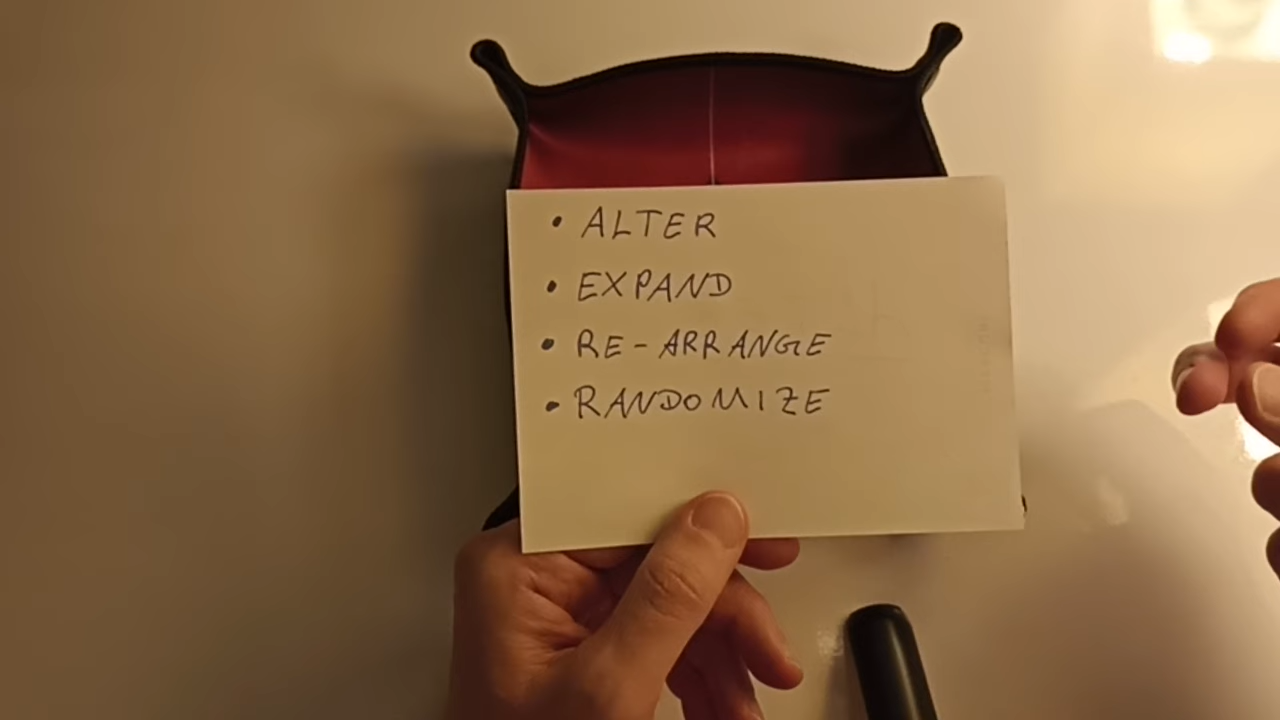 • ALTER
• EXPAND
• RE-ARRANGE
• RANDOMIZE